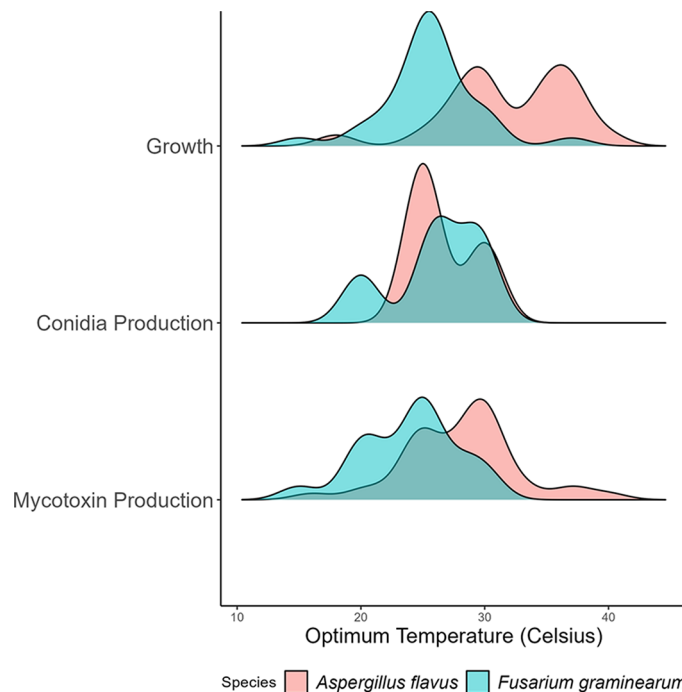 Growth
Conidia Production
Mycotoxin Production
10 20 30 40
Optimum Temperature (Celsius)
Species Aspergillus flavus Fusarium graminearum